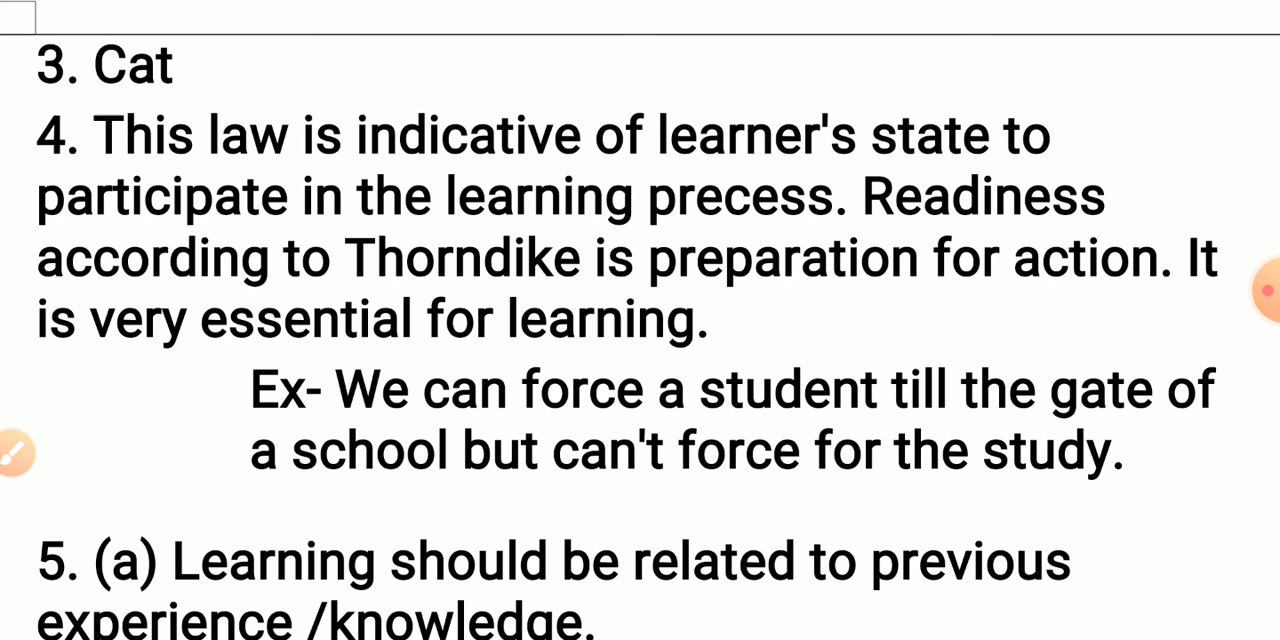 3. Cat
4. This law is indicative of learner's state to
participate in the learning precess. Readiness
according to Thorndike is preparation for action. It
is very essential for learning.
Ex- We can force a student till the gate of
a school but can't force for the study.
5. (a) Learning should be related to previous
experience /knowledge.